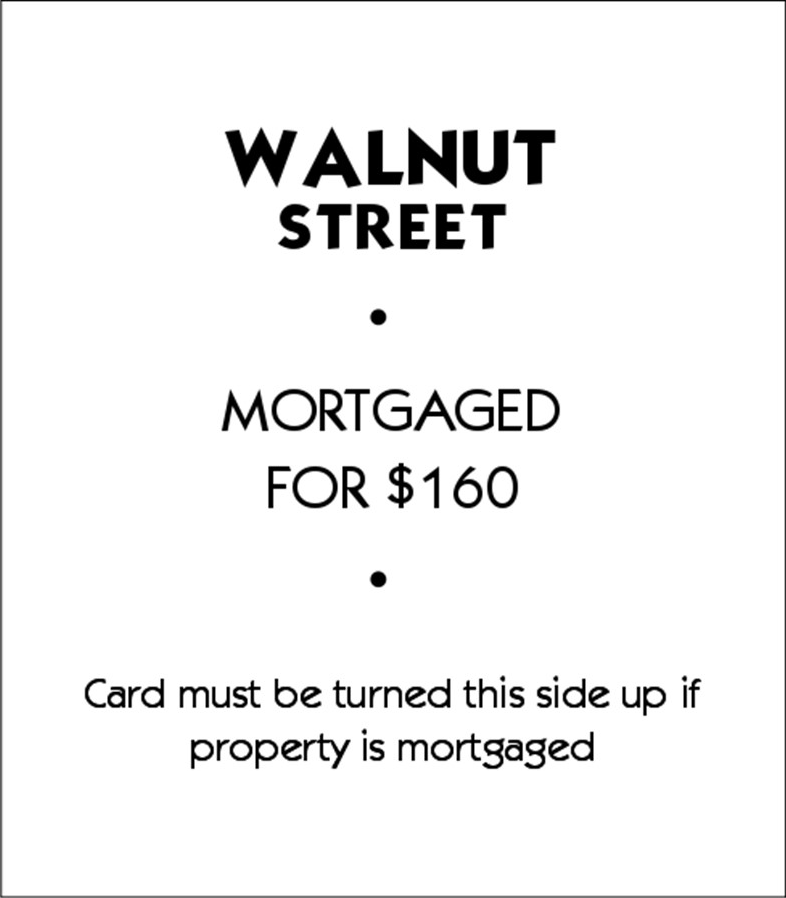 WALNUT
STREET
•
MORTGAGED
FOR $160
•
Card must be turned this side up if
property is mortgaged